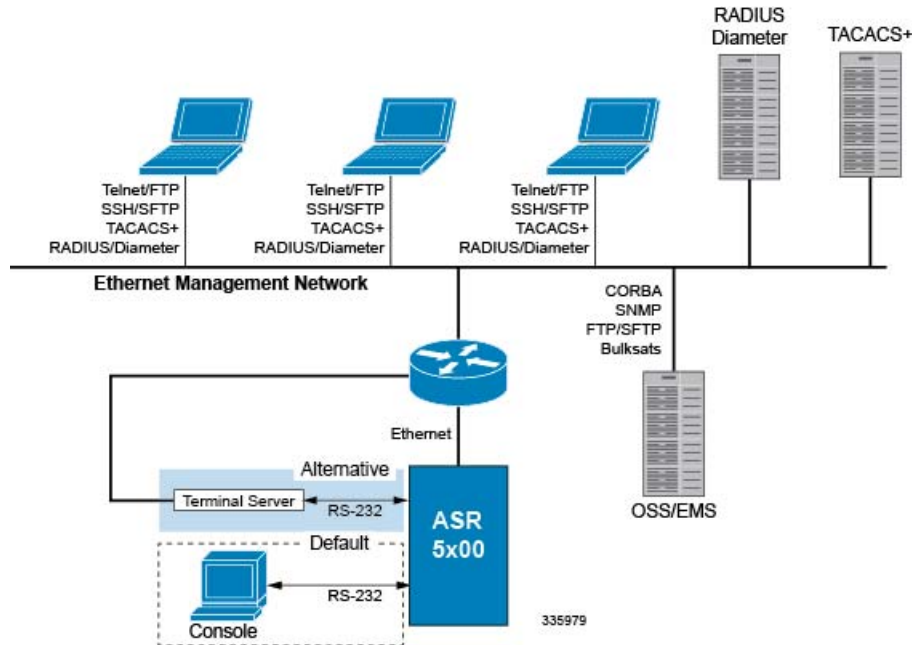 RADIUS
Diameter
TACACS+
Telnet/FTP
SSH/SFTP
TACACS+
RADIUS/Diameter
Telnet/FTP
SSH/SFTP
TACACS+
RADIUS/Diameter
Telnet/FTP
SSH/SFTP
TACACS+
RADIUS/Diameter
Ethernet Management Network
CORBA
SNMP
FTP/SFTP
Bulksats
Ethernet
Alternative
Terminal Server
RS-232
ASR
5x00
OSS/EMS
Default
RS-232
Console
335979